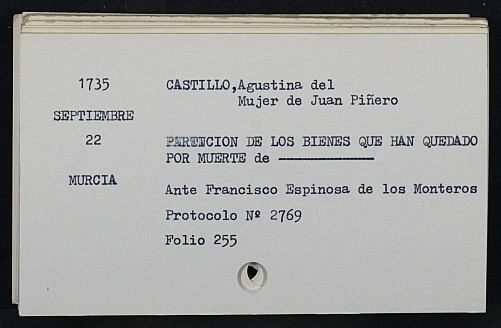 1735
CASTILLO,Agustina del
Mujer de Juan Piñero
SEPTIEMBRE
22
PARTICION DE LOS BIENES QUE HAN QUEDADO
POR MUERTE de --------------
MURCIA
Ante Francisco Espinosa de los Monteros
Protocolo Nº 2769
Folio 255